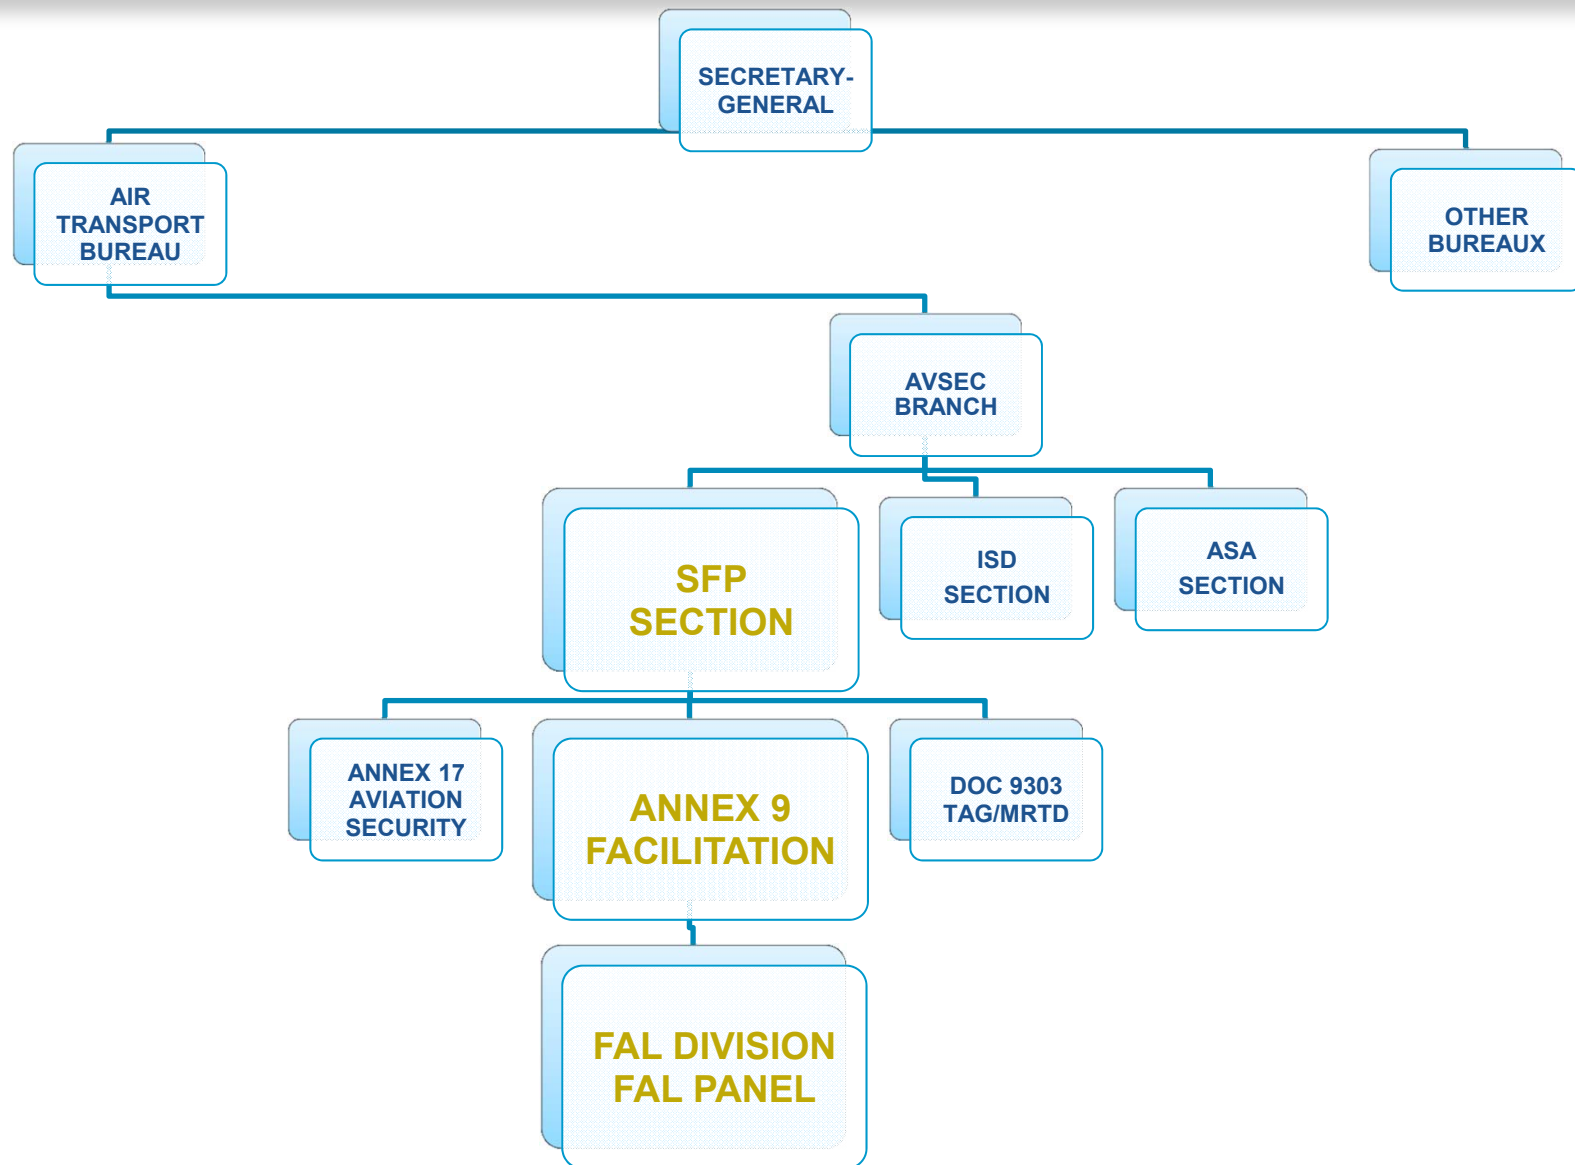 SECRETARY-
GENERAL
AIR
TRANSPORT
BUREAU
OTHER
BUREAUX
AVSEC
BRANCH
SFP
SECTION
ISD
SECTION
ASA
SECTION
ANNEX 17
AVIATION
SECURITY
ANNEX 9
FACILITATION
DOC 9303
TAG/MRTD
FAL DIVISION
FAL PANEL